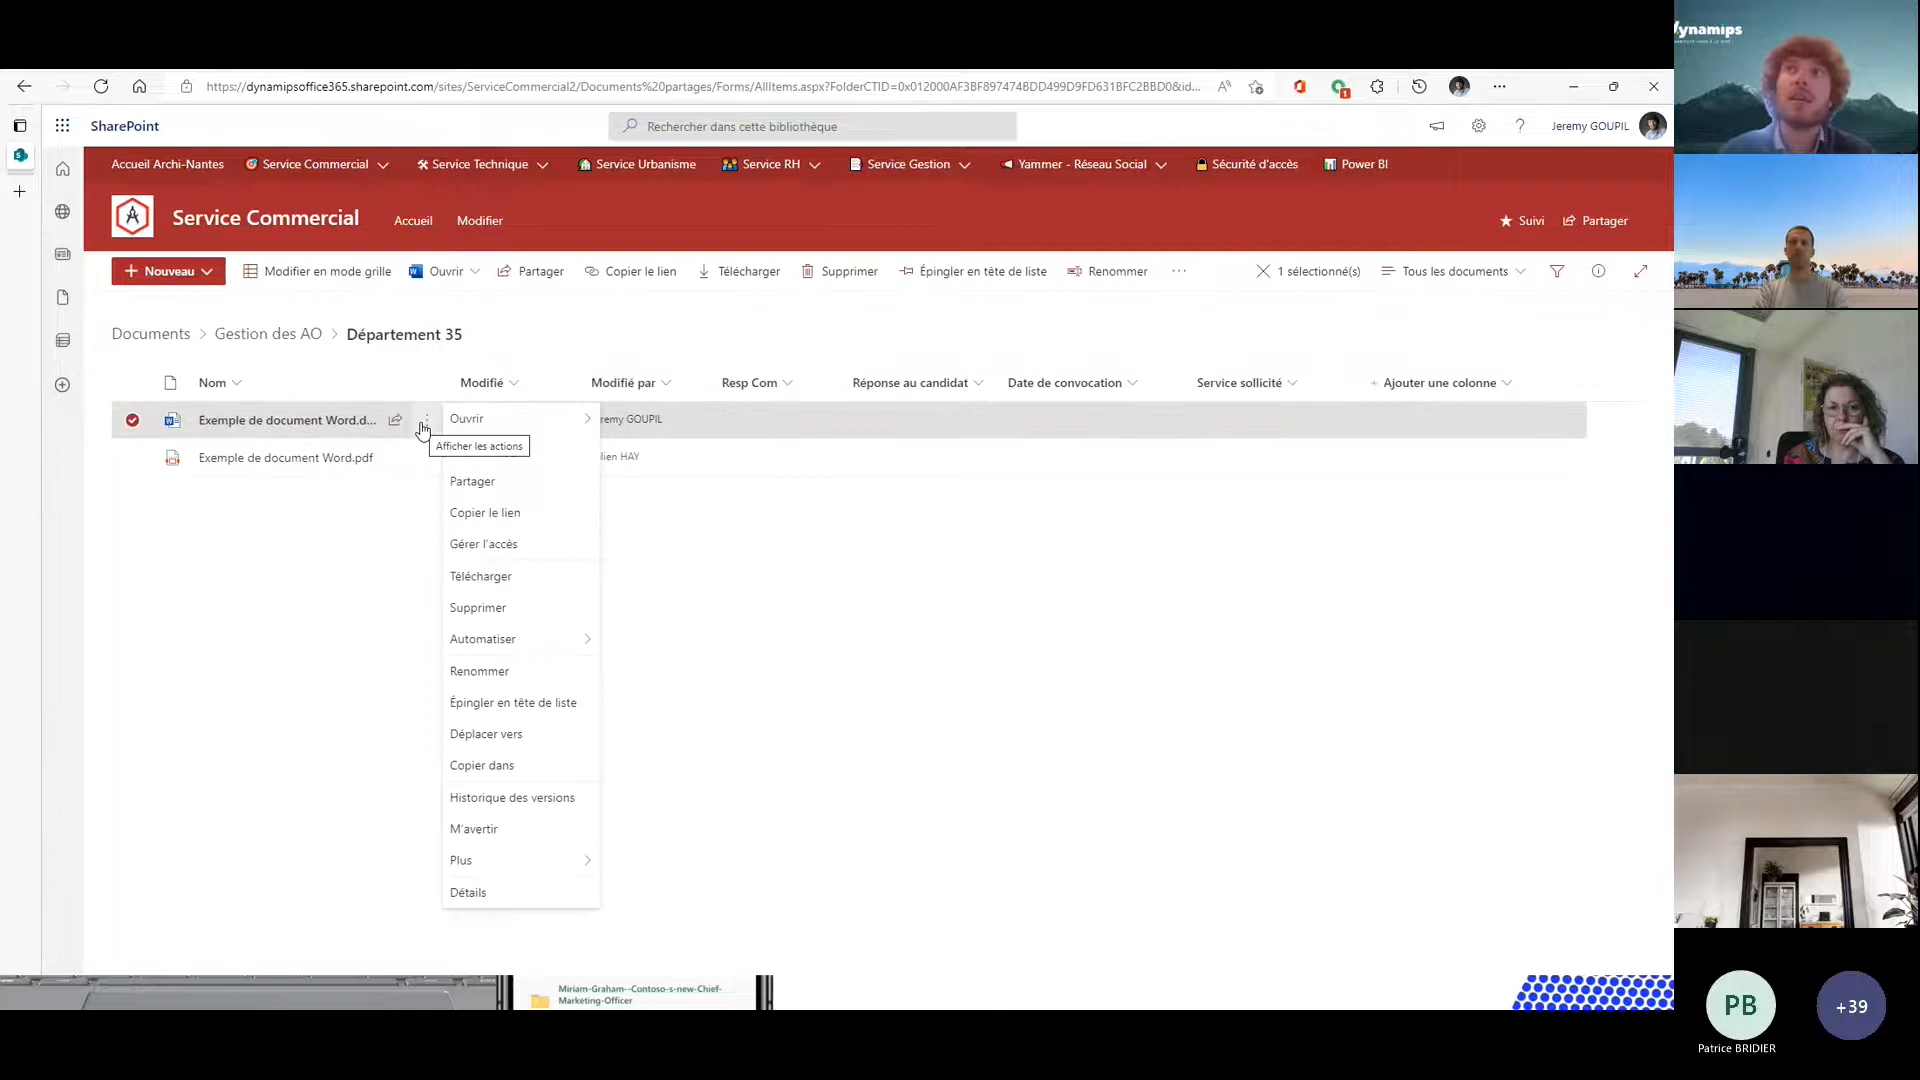 https://dynamipsoffice365.sharepoint.com/sites/ServiceCommercial2/Documents%20partages/Forms/AllItems.aspx?FolderCTID=0x012000AF3BF897474BDD499D9FD631BFC2BBD0&id...
SharePoint
Rechercher dans cette bibliothèque
Jeremy GOUPIL
Accueil Archi-Nantes
Service Commercial
Service Technique
Service Urbanisme
Service RH
Service Gestion
Yammer - Réseau Social
Sécurité d'accès
Power BI
Service Commercial
Accueil
Modifier
Suivi
Partager
Nouveau
Modifier en mode grille
Ouvrir
Partager
Copier le lien
Télécharger
Supprimer
Épingler en tête de liste
Renommer
1 sélectionné(s)
Tous les documents
Documents > Gestion des AO > Département 35
Nom
Modifié
Modifié par
Resp Com
Réponse au candidat
Date de convocation
Service sollicité
+ Ajouter une colonne
Exemple de document Word.d...
remy GOUPIL
Exemple de document Word.pdf
lien HAY
Ouvrir
Afficher les actions
Partager
Copier le lien
Gérer l'accès
Télécharger
Supprimer
Automatiser
Renommer
Épingler en tête de liste
Déplacer vers
Copier dans
Historique des versions
M'avertir
Plus
Détails
Miriam-Graham--Contoso-s-new-Chief-
Marketing-Officer
ynamips
PB
+39
Patrice BRIDIER